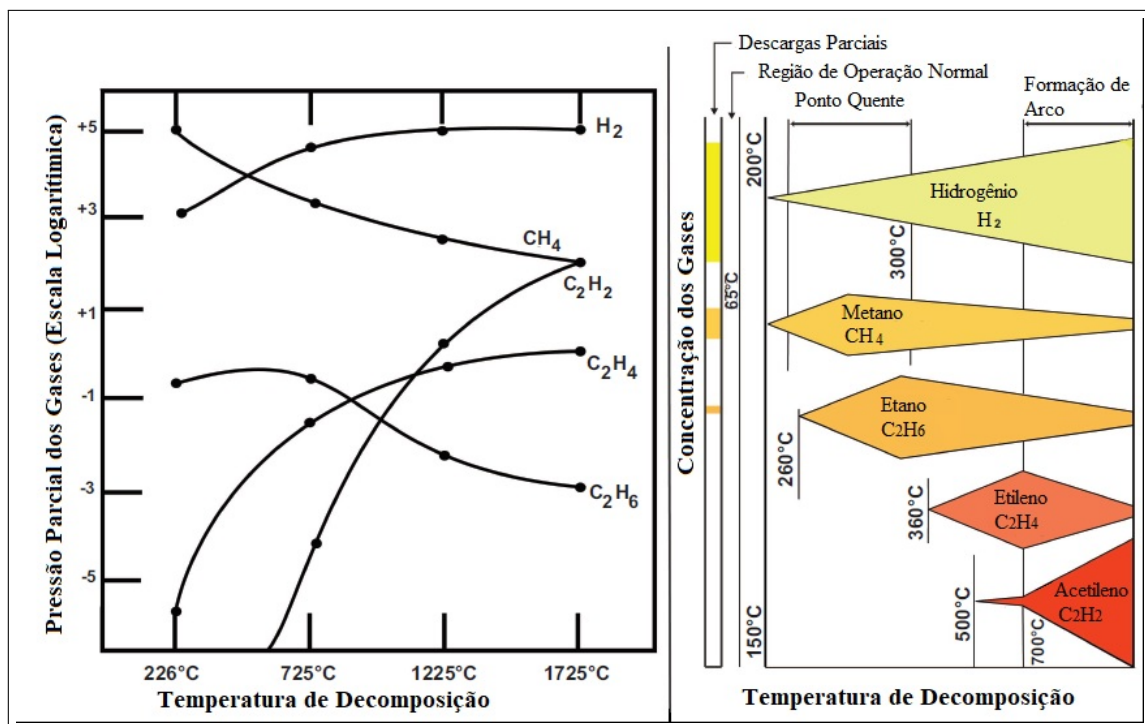 Pressão Parcial dos Gases (Escala Logarítimica)
+5
+3
+1
-1
-3
-5
H2
CH4
C2H2
C2H4
C2H6
226°C 725°C 1225°C 1725°C
Temperatura de Decomposição
Descargas Parciais
Região de Operação Normal
Ponto Quente
Formação de
Arco
Concentração dos Gases
65°C
200°C
150°C
Hidrogênio
H2
300°C
Metano
CH4
Etano
C2H6
260°C
Etileno
C2H4
360°C
Acetileno
C2H2
500°C
700°C
Temperatura de Decomposição